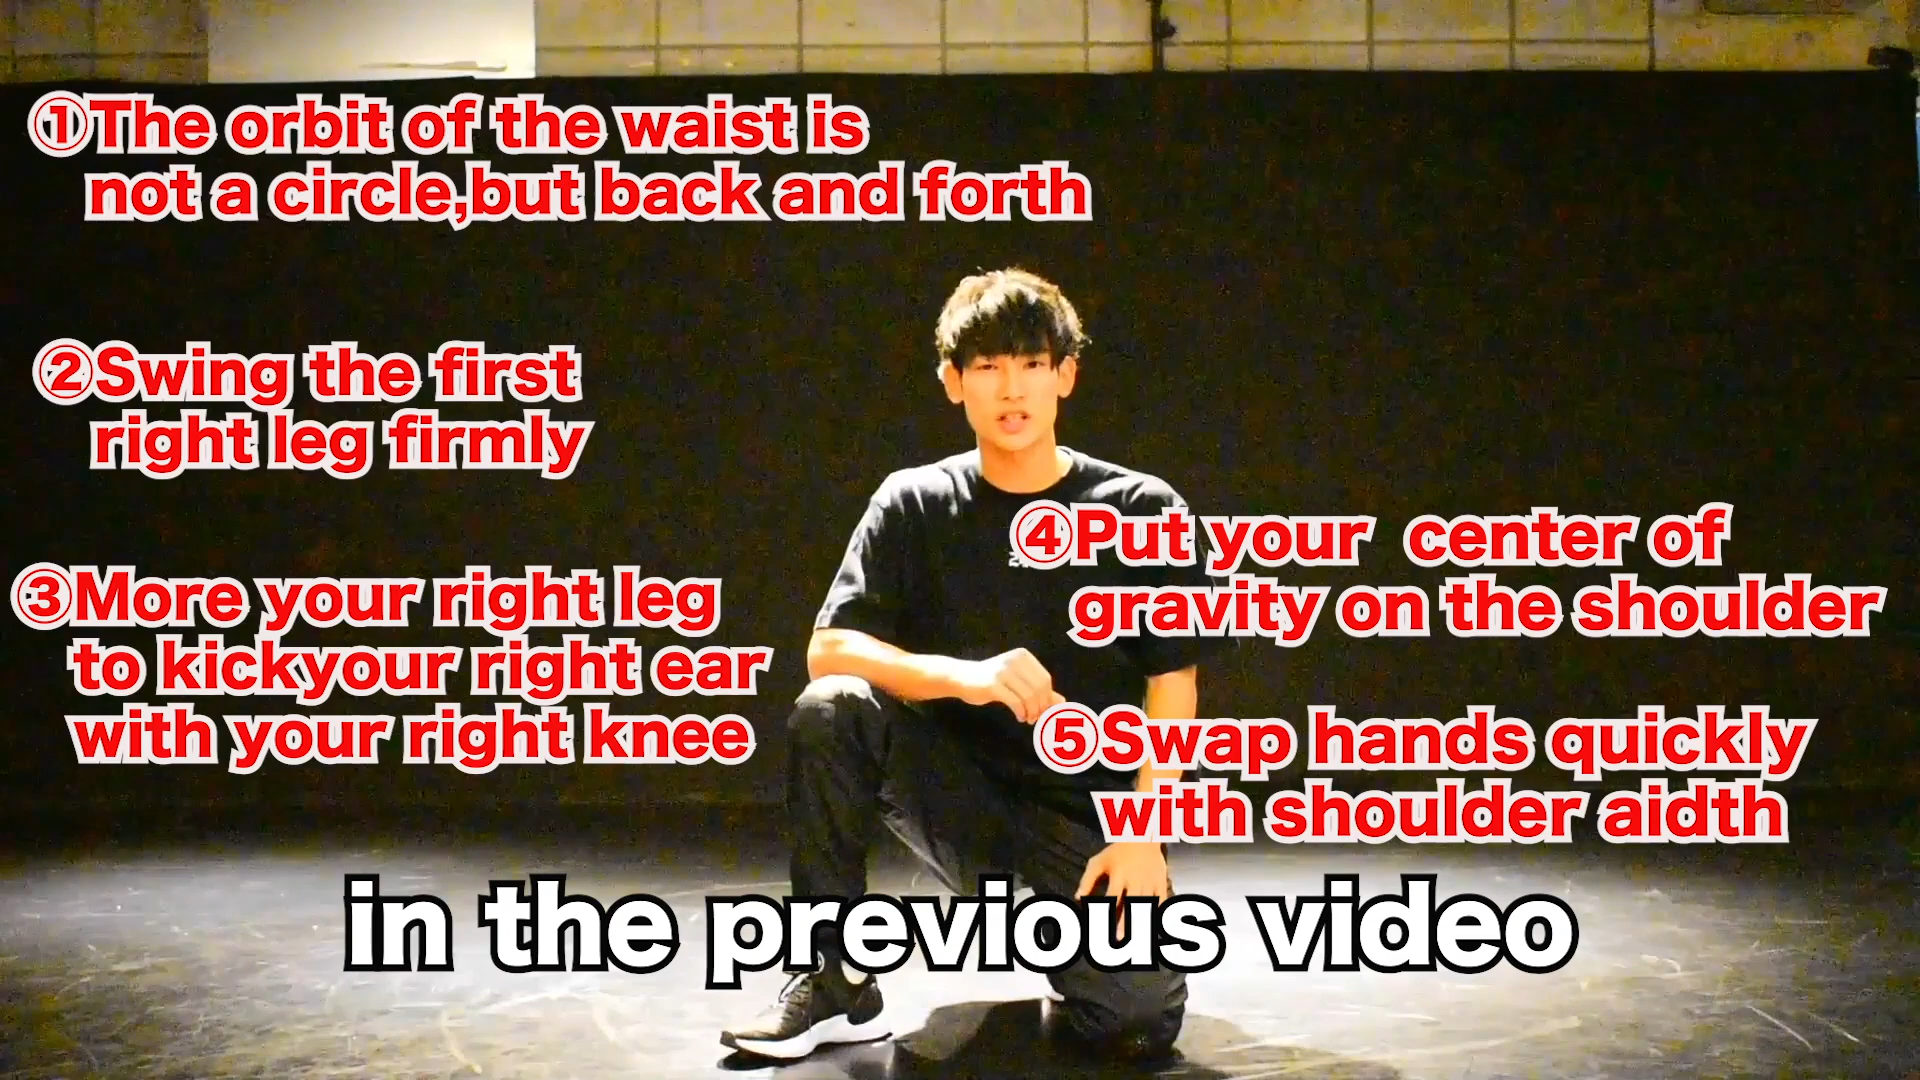 ①The orbit of the waist is
not a circle,but back and forth
②Swing the first
right leg firmly
③More your right leg
to kickyour right ear
with your right knee
④Put your center of
gravity on the shoulder
⑤Swap hands quickly
with shoulder aidth
in the previous video